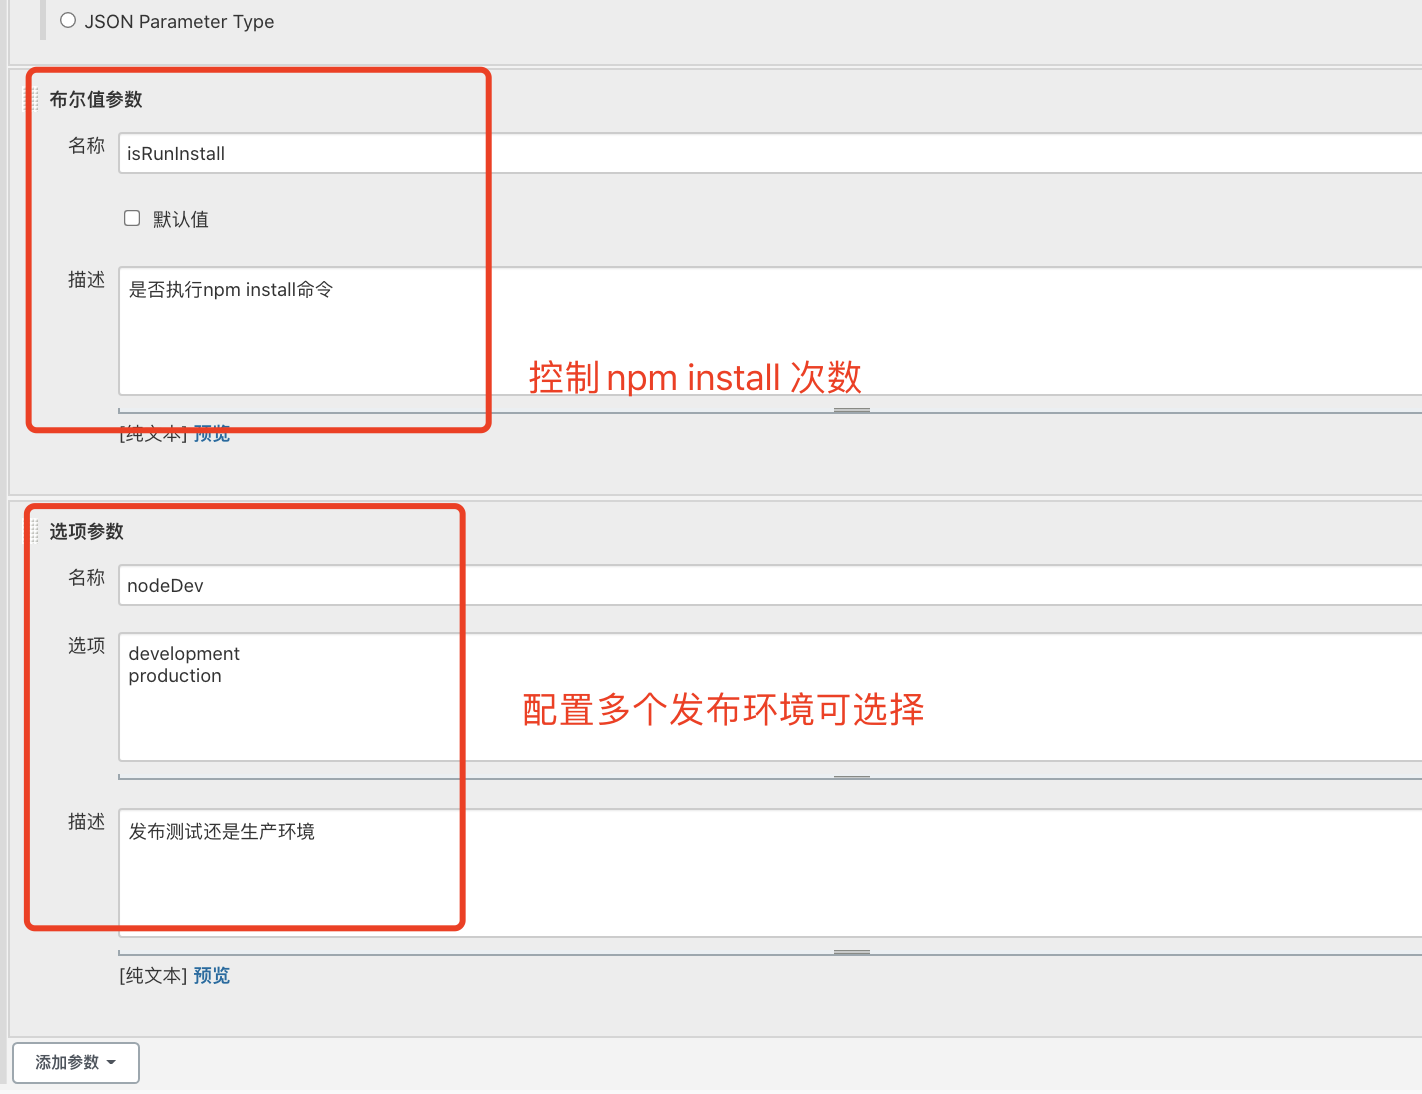 JSON Parameter Type
布尔值参数
名称
isRunInstall
默认值
描述
是否执行npm install命令
控制 npm install 次数
[纯文本] 预览
选项参数
名称
nodeDev
选项
development
production
配置多个发布环境可选择
描述
发布测试还是生产环境
[纯文本] 预览
添加参数